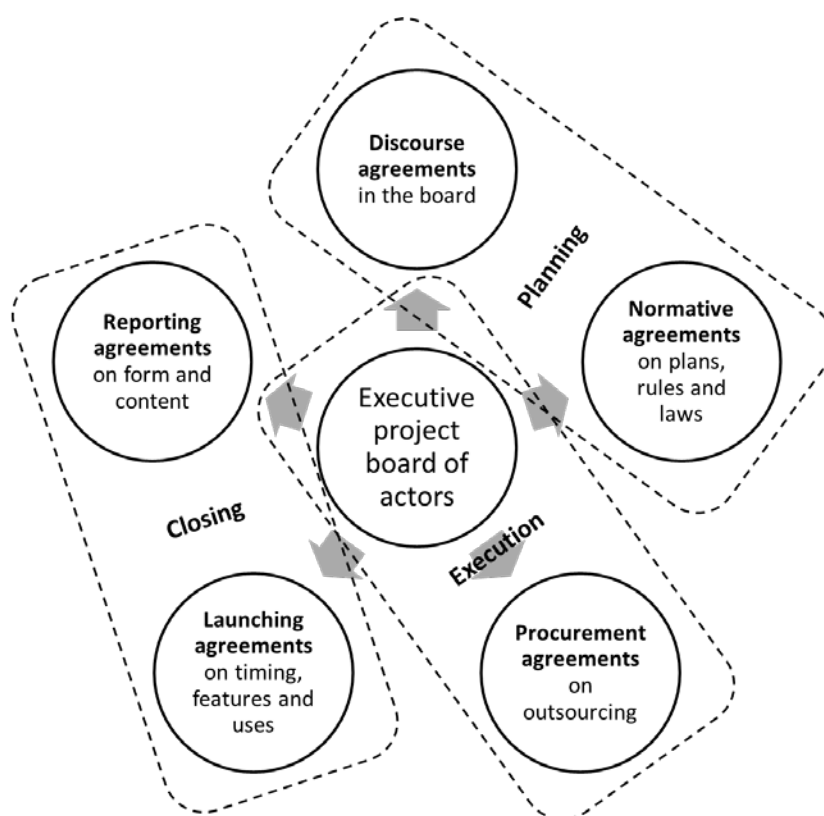 Discourse
agreements
in the board
Planning
Normative
agreements
on plans,
rules and
laws
Reporting
agreements
on form and
content
Executive
project
board of
actors
Closing
Execution
Launching
agreements
on timing,
features and
uses
Procurement
agreements
on
outsourcing